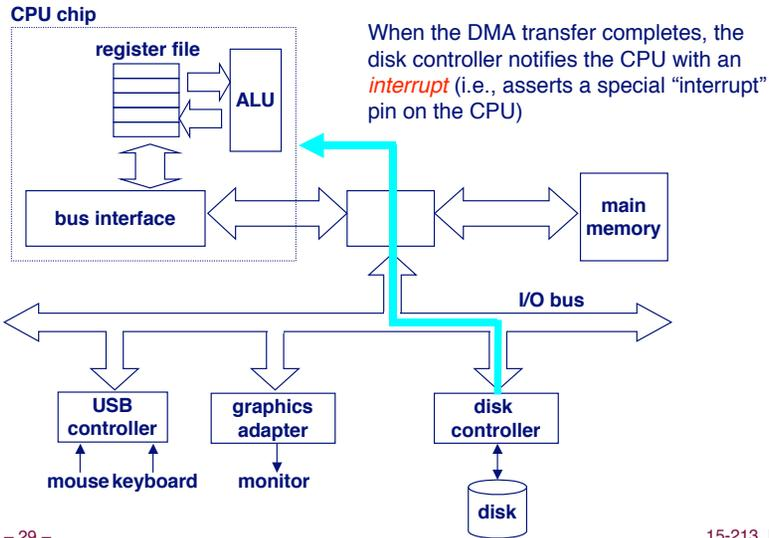 CPU chip
When the DMA transfer completes, the
disk controller notifies the CPU with an
interrupt (i.e., asserts a special “interrupt”
pin on the CPU)
register file
ALU
bus interface
main
memory
I/O bus
USB
controller
graphics
adapter
disk
controller
mouse keyboard
monitor
disk
– 29 –
15-213